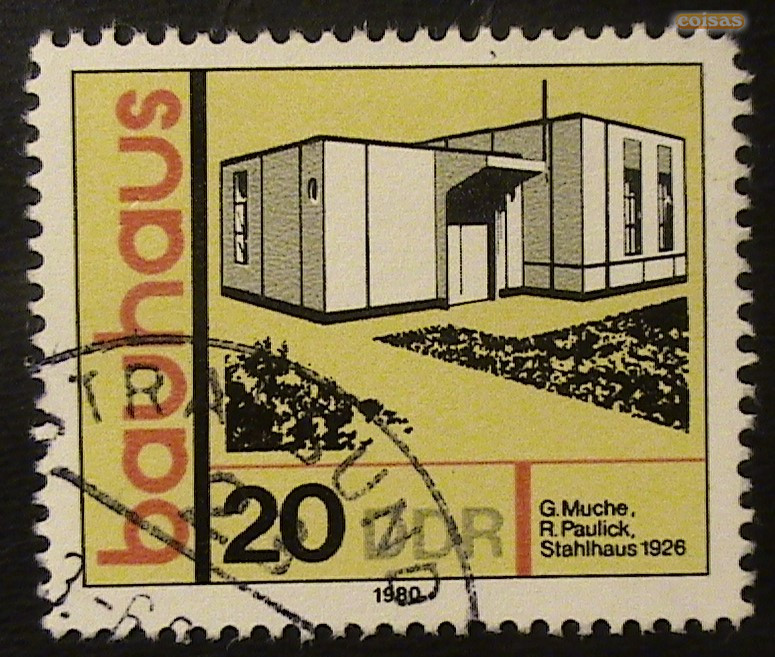 coisas
bauhaus
20 DDR
G. Muche,
R. Paulick,
Stahlhaus 1926
1980